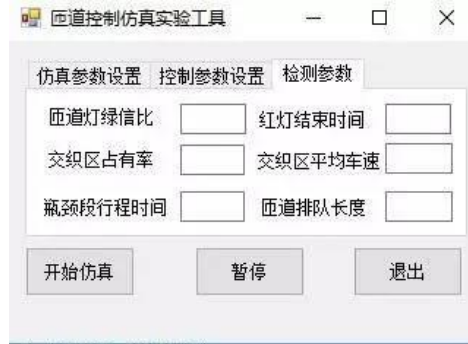 匝道控制仿真实验工具
仿真参数设置 控制参数设置 检测参数
匝道灯绿信比 红灯结束时间
交织区占有率 交织区平均车速
瓶颈段行程时间 匝道排队长度
开始仿真 暂停 退出